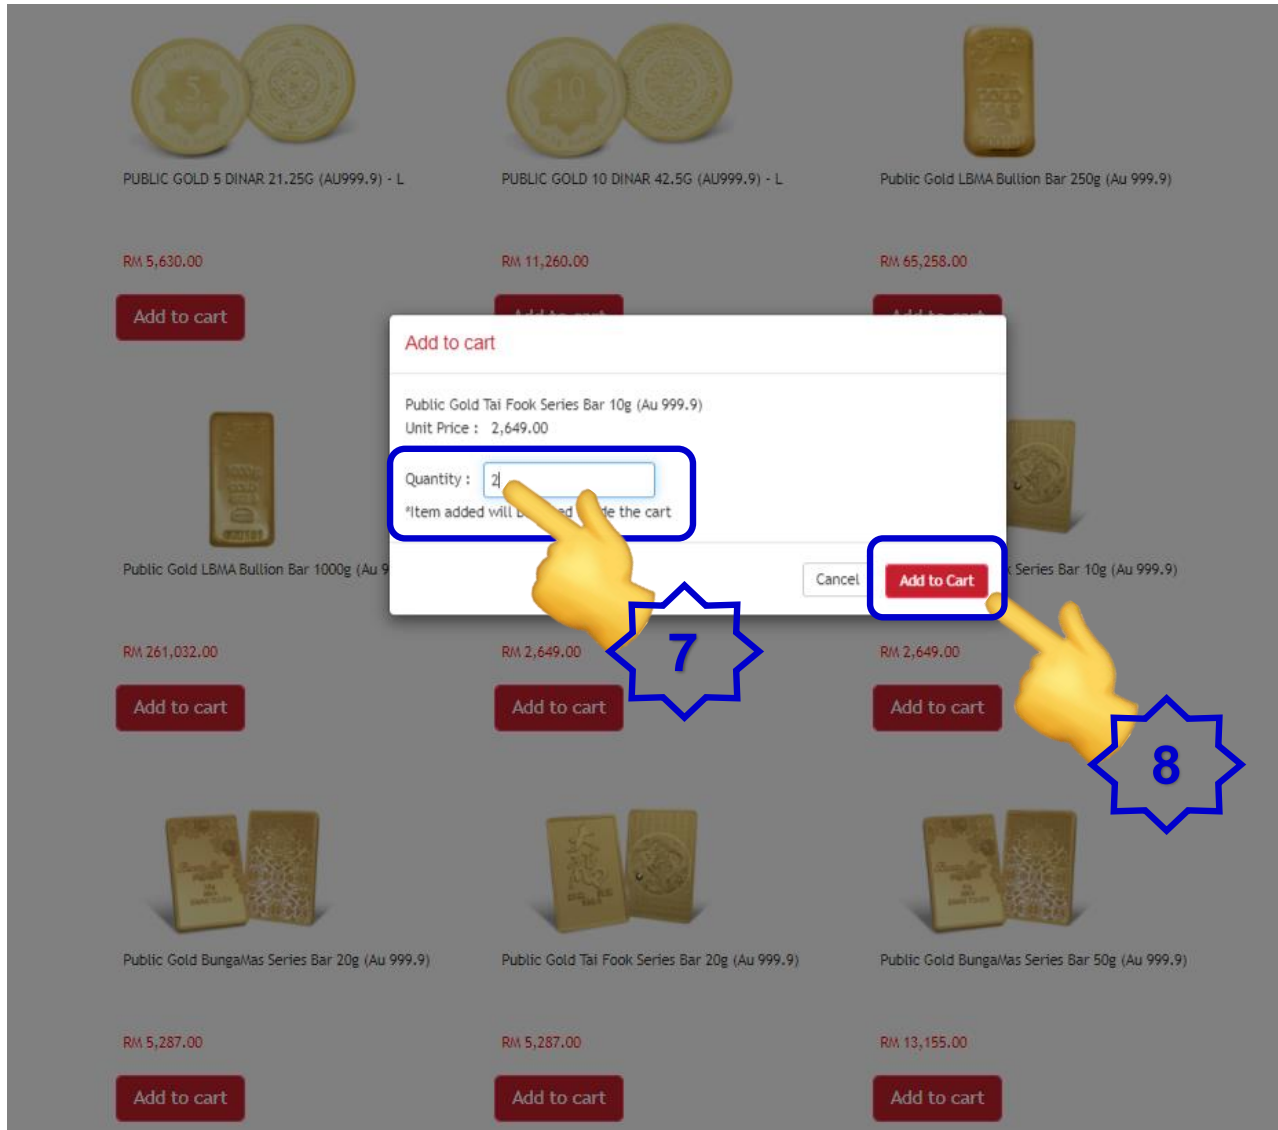 PUBLIC GOLD 5 DINAR 21.25G (AU999.9) - L
PUBLIC GOLD 10 DINAR 42.5G (AU999.9) - L
Public Gold LBMA Bullion Bar 250g (Au 999.9)
RM 5,630.00
RM 11,260.00
RM 65,258.00
Add to cart
Add to cart
Public Gold Tai Fook Series Bar 10g (Au 999.9)
Unit Price : 2,649.00
Quantity : 2
*Item added will the cart
Cancel
Add to Cart
7
8
Public Gold LBMA Bullion Bar 1000g (Au
Series Bar 10g (Au 999.9)
RM 261,032.00
RM 2,649.00
RM 2,649.00
Add to cart
Add to cart
Add to cart
Public Gold BungaMas Series Bar 20g (Au 999.9)
Public Gold Tai Fook Series Bar 20g (Au 999.9)
Public Gold BungaMas Series Bar 50g (Au 999.9)
RM 5,287.00
RM 5,287.00
RM 13,155.00
Add to cart
Add to cart
Add to cart